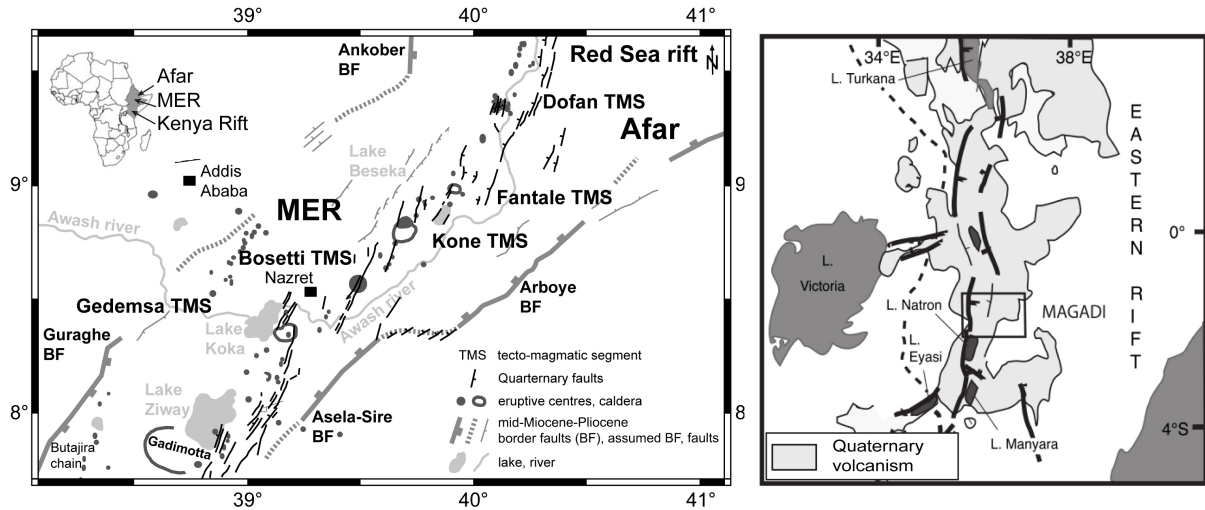 39°
40°
41°
Ankober
BF
Red Sea rift
N
Afar
MER
Kenya Rift
Dofan TMS
Afar
Addis
Ababa
Lake
Beseka
9°
9°
MER
Fantale TMS
Awash river
Kone TMS
Bosetti TMS
Nazret
Arboye
BF
Gedemsa TMS
Awash river
Guraghe
BF
Lake
Koka
TMS tecto-magmatic segment
Quaternary faults
eruptive centres, caldera
mid-Miocene-Pliocene
border faults (BF), assumed BF, faults
lake, river
Lake
Ziway
8°
8°
Asela-Sire
BF
Gadimotta
Butajira
chain
39°
40°
41°
34°E
38°E
L. Turkana
EASTERN RIFT
0°
L.
Victoria
L. Natron
MAGADI
L.
Eyasi
L. Manyara
4°S
Quaternary
volcanism